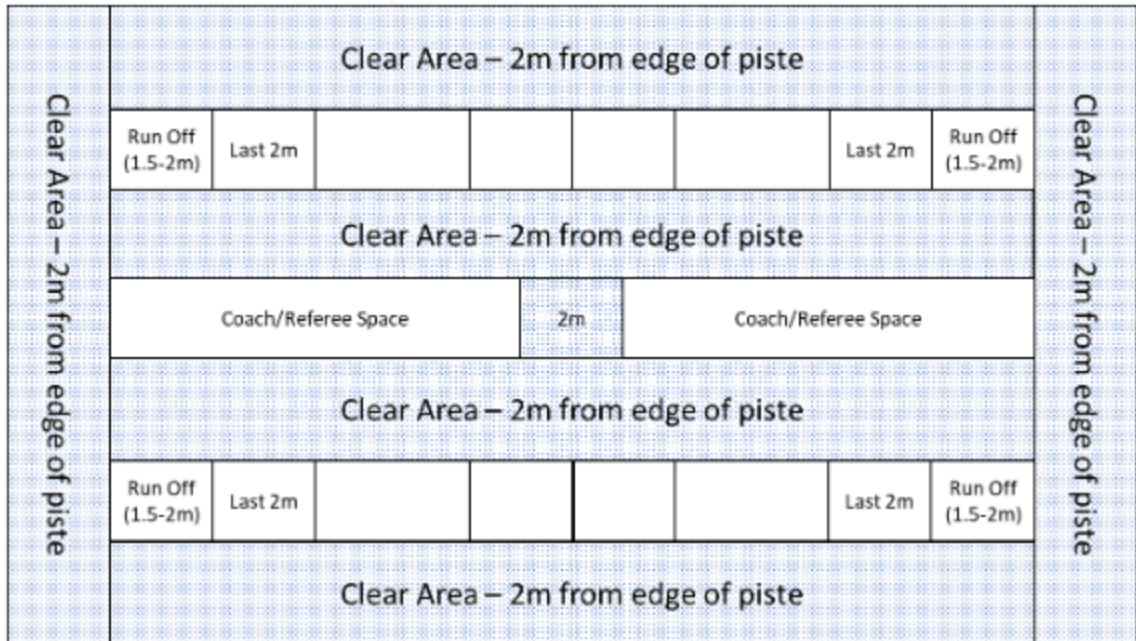 Clear Area – 2m from edge of piste
Clear Area – 2m from edge of piste
Run Off
(1.5-2m)
Last 2m
Last 2m
Run Off
(1.5-2m)
Clear Area – 2m from edge of piste
Coach/Referee Space
2m
Coach/Referee Space
Clear Area – 2m from edge of piste
Run Off
(1.5-2m)
Last 2m
Last 2m
Run Off
(1.5-2m)
Clear Area – 2m from edge of piste
Clear Area – 2m from edge of piste